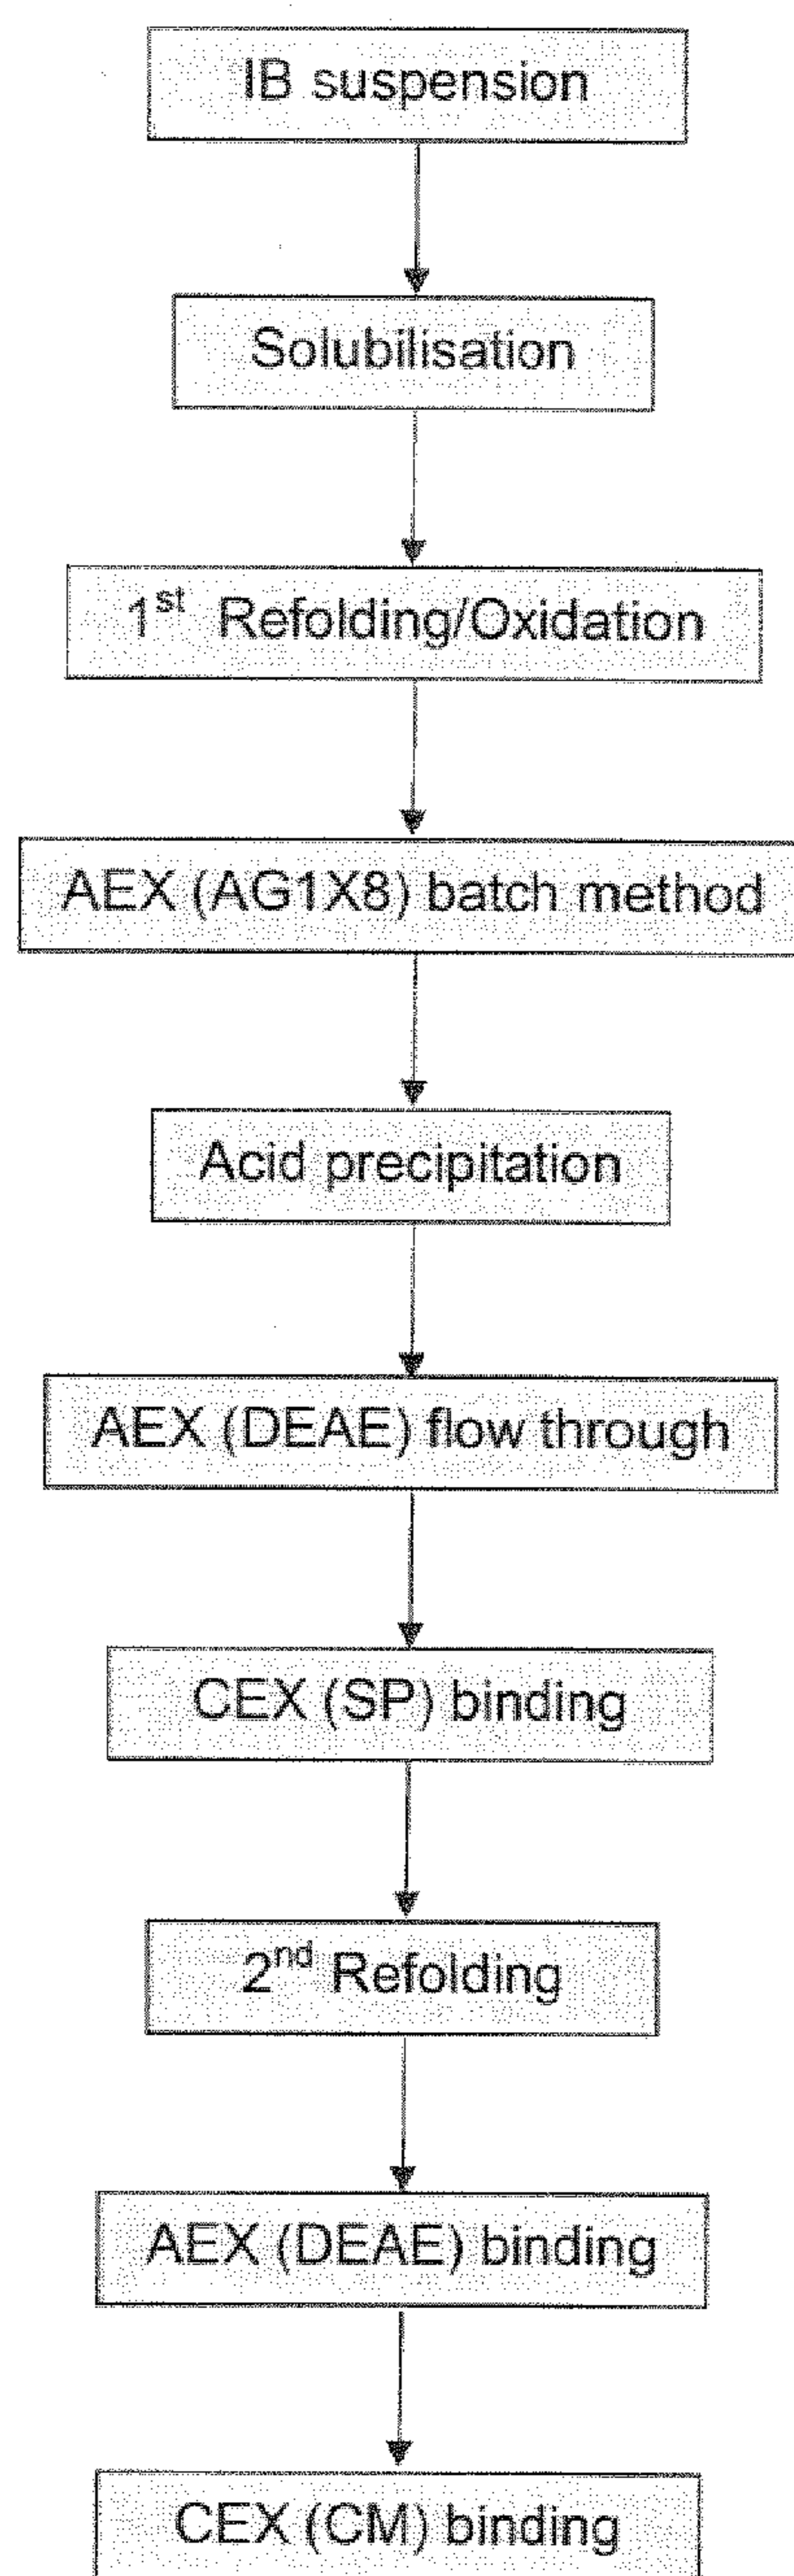 IB suspension
Solubilisation
1st Refolding/Oxidation
AEX (AG1X8) batch method
Acid precipitation
AEX (DEAE) flow through
CEX (SP) binding
2nd Refolding
AEX (DEAE) binding
CEX (CM) binding